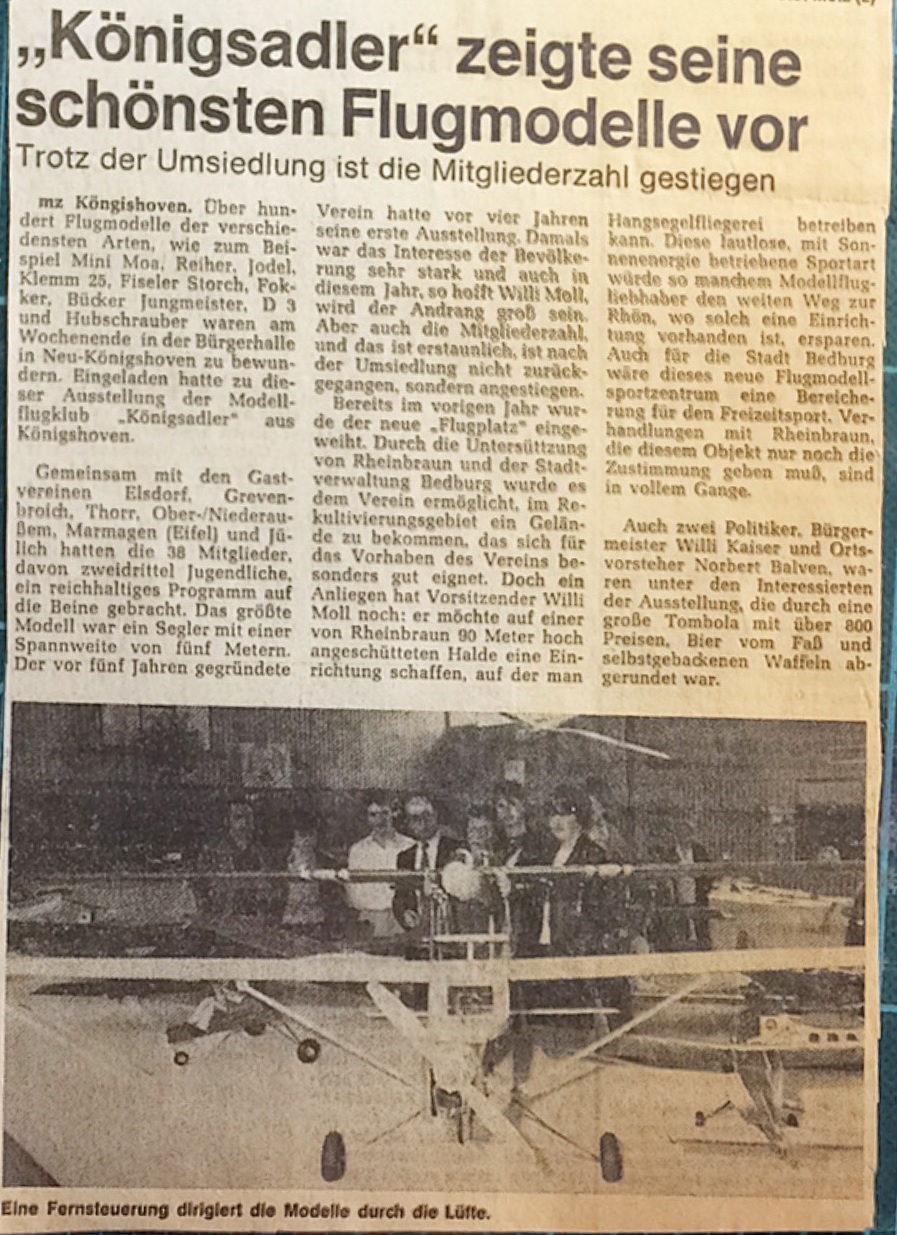 „Königsadler“ zeigte seine
schönsten Flugmodelle vor
Trotz der Umsiedlung ist die Mitgliederzahl gestiegen
mz Köngishoven. Über hun-
dert Flugmodelle der verschie-
densten Arten, wie zum Bei-
spiel Mini Moa, Reiher, Jodel,
Klemm 25, Fiseler Storch, Fok-
ker, Bücker Jungmeister, D 3
und Hubschrauber waren am
Wochenende in der Bürgerhalle
in Neu-Königshoven zu bewun-
dern. Eingeladen hatte zu die-
ser Ausstellung der Modell-
flugklub „Königsadler“ aus
Königshoven.
Gemeinsam mit den Gast-
vereinen Elsdorf, Greven-
broich, Thorr, Ober-/Niederau-
ßem, Marmagen (Eifel) und Jü-
lich hatten die 38 Mitglieder,
davon zweidrittel Jugendliche,
ein reichhaltiges Programm auf
die Beine gebracht. Das größte
Modell war ein Segler mit einer
Spannweite von fünf Metern.
Der vor fünf Jahren gegründete
Verein hatte vor vier Jahren
seine erste Ausstellung. Damals
war das Interesse der Bevölke-
rung sehr stark und auch in
diesem Jahr, so hofft Willi Moll,
wird der Andrang groß sein.
Aber auch die Mitgliederzahl,
und das ist erstaunlich, ist nach
der Umsiedlung nicht zurück-
gegangen, sondern angestiegen.
Bereits im vorigen Jahr wur-
de der neue „Flugplatz“ einge-
weiht. Durch die Untersützung
von Rheinbraun und der Stadt-
verwaltung Bedburg wurde es
dem Verein ermöglicht, im Re-
kultivierungsgebiet ein Gelän-
de zu bekommen, das sich für
das Vorhaben des Vereins be-
sonders gut eignet. Doch ein
Anliegen hat Vorsitzender Willi
Moll noch: er möchte auf einer
von Rheinbraun 90 Meter hoch
angeschütteten Halde eine Ein-
richtung schaffen, auf der man
Hangsegelfliegerei betreiben
kann. Diese lautlose, mit Son-
nenenergie betriebene Sportart
würde so manchem Modellflug-
liebhaber den weiten Weg zur
Rhön, wo solch eine Einrich-
tung vorhanden ist, ersparen.
Auch für die Stadt Bedburg
wäre dieses neue Flugmodell-
sportzentrum eine Bereiche-
rung für den Freizeitsport. Ver-
handlungen mit Rheinbraun,
die diesem Objekt nur noch die
Zustimmung geben muß, sind
in vollem Gange.
Auch zwei Politiker, Bürger-
meister Willi Kaiser und Orts-
vorsteher Norbert Balven, wa-
ren unter den Interessierten
der Ausstellung, die durch eine
große Tombola mit über 800
Preisen, Bier vom Faß und
selbstgebackenen Waffeln ab-
gerundet war.
Eine Fernsteuerung dirigiert die Modelle durch die Lüfte.